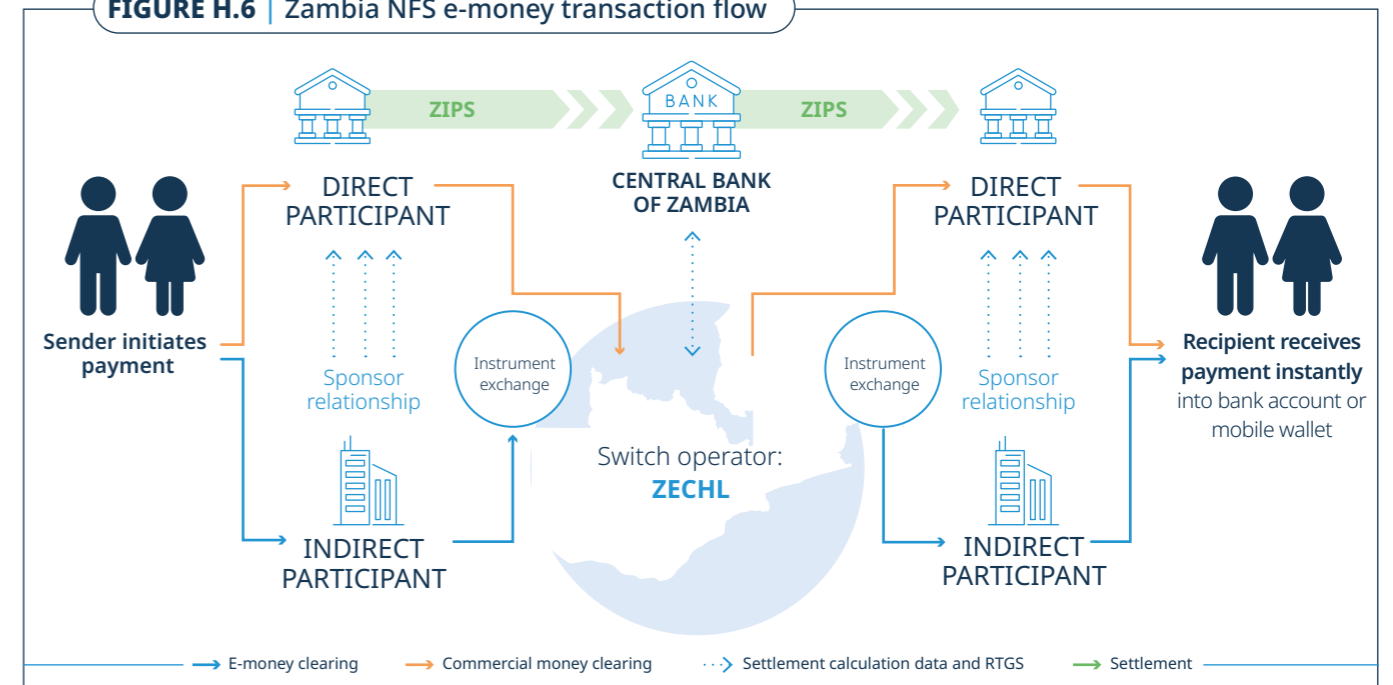 FIGURE H.6 | Zambia NFS e-money transaction flow
ZIPS
BANK
ZIPS
CENTRAL BANK
OF ZAMBIA
DIRECT
PARTICIPANT
DIRECT
PARTICIPANT
Sender initiates
payment
Sponsor
relationship
Instrument
exchange
Instrument
exchange
Sponsor
relationship
Recipient receives
payment instantly
into bank account or
mobile wallet
Switch operator:
ZECHL
INDIRECT
PARTICIPANT
INDIRECT
PARTICIPANT
E-money clearing
Commercial money clearing
Settlement calculation data and RTGS
Settlement